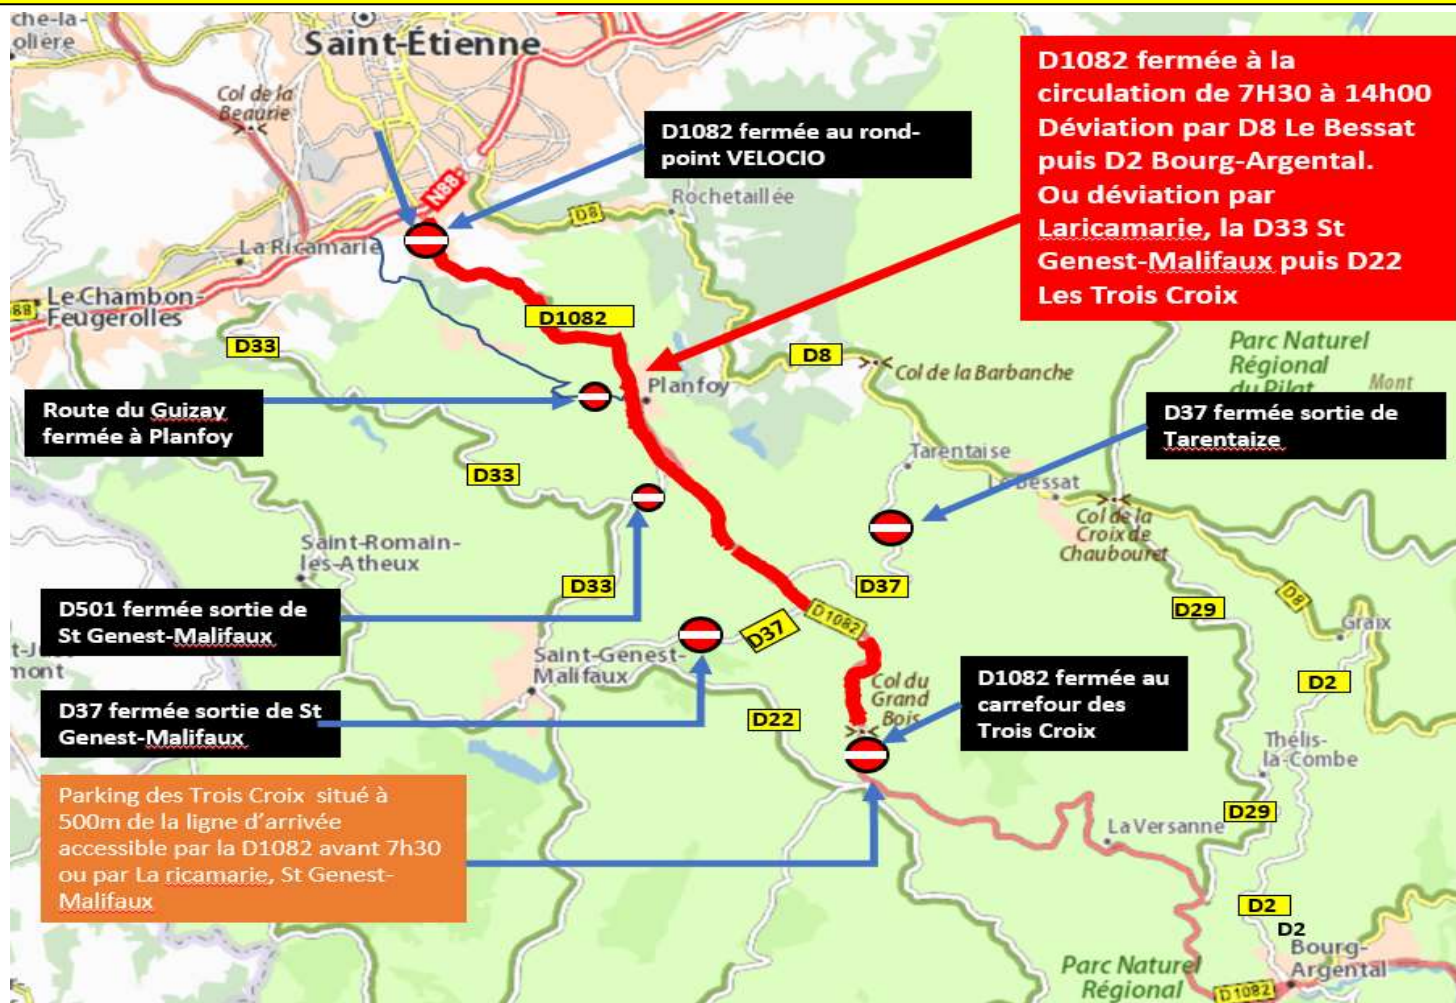 che-la-
olière
Saint-Étienne
Col de la
Beaurie
D1082 fermée au rond-
point VELOCIO
D1082 fermée à la
circulation de 7H30 à 14h00
Déviation par D8 Le Bessat
puis D2 Bourg-Argental.
Ou déviation par
Laricamarie, la D33 St
Genest-Malifaux puis D22
Les Trois Croix
N88
D8
Rochetaillée
La Ricamarie
88
Le Chambon-
Feugerolles
D1082
D33
D8
Col de la Barbanche
Parc Naturel
Régional
du Pilat
Mont
Planfoy
Route du Guizay
fermée à Planfoy
D37 fermée sortie de
Tarentaize
D33
Tarentaise
Le Bessat
Col de la
Croix de
Chaubouret
Saint-Romain-
les-Atheux
D33
D37
D29
D8
Graix
D501 fermée sortie de
St Genest-Malifaux
D37
D1082
t-Ju
mont
Saint-Genest-
Malifaux
D37 fermée sortie de St
Genest-Malifaux
D22
Col du
Grand
Bois
D1082 fermée au
carrefour des
Trois Croix
D2
Thélis-
la-Combe
Parking des Trois Croix situé à
500m de la ligne d'arrivée
accessible par la D1082 avant 7h30
ou par La ricamarie, St Genest-
Malifaux
D29
La Versanne
D2
D2
Bourg-
Argental
Parc Naturel
Régional
D1082